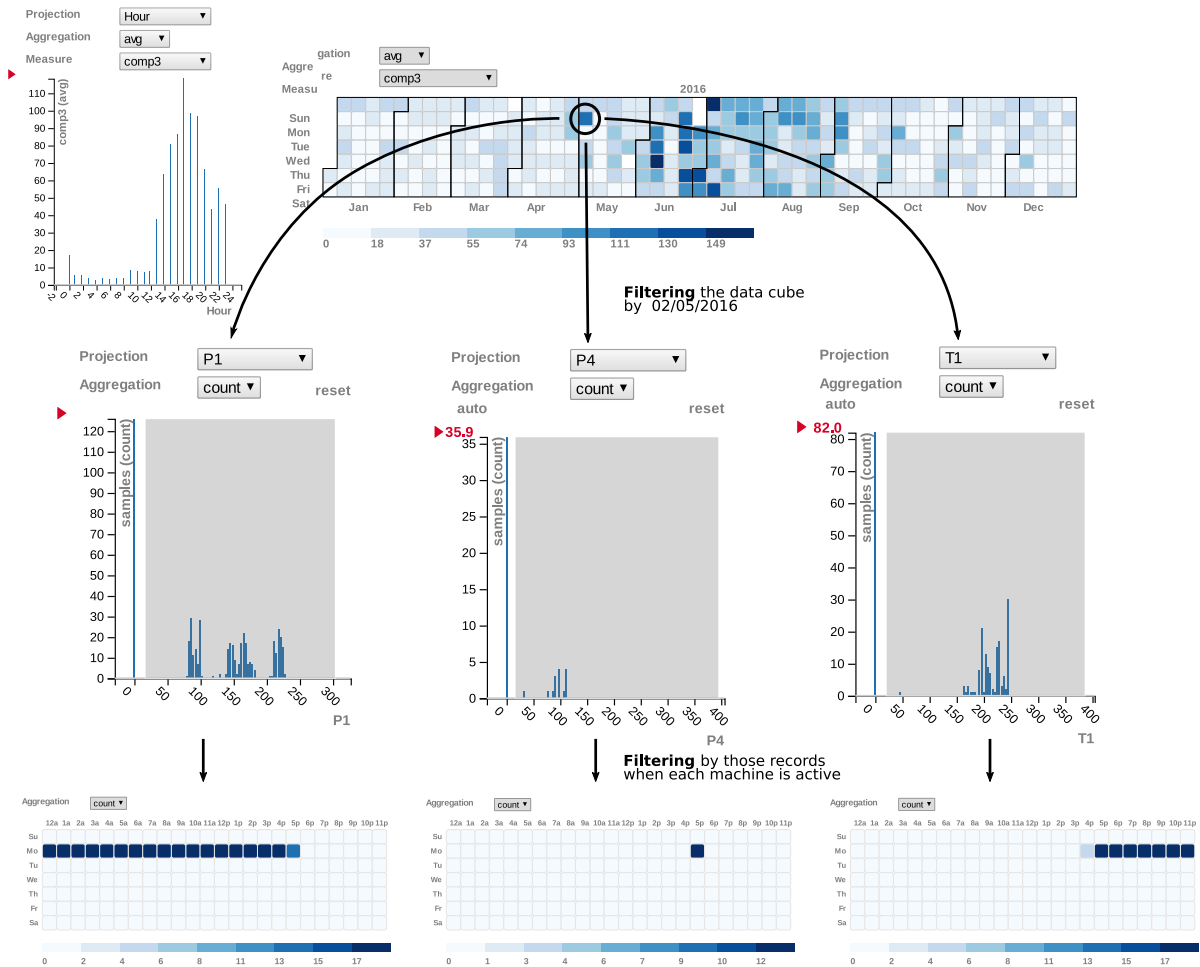 Projection Hour ▼
Aggregation avg ▼
Measure comp3 ▼
comp3 (avg)
110
100
90
80
70
60
50
40
30
20
10
0
-2 0 2 4 6 8 10 12 14 16 18 20 22 24
Hour
gation avg ▼
Aggre
re comp3 ▼
Measu
2016
Sun
Mon
Tue
Wed
Thu
Fri
Sat
Jan Feb Mar Apr May Jun Jul Aug Sep Oct Nov Dec
0 18 37 55 74 93 111 130 149
Filtering the data cube
by 02/05/2016
Projection P1 ▼
Aggregation count ▼
reset
samples (count)
120
110
100
90
80
70
60
50
40
30
20
10
0
0 50 100 150 200 250 300
P1
Projection P4 ▼
Aggregation count ▼
auto reset
35.9
samples (count)
35
30
25
20
15
10
5
0
0 50 100 150 200 250 300 350 400
P4
Projection T1 ▼
Aggregation count ▼
auto reset
82.0
samples (count)
80
70
60
50
40
30
20
10
0
0 50 100 150 200 250 300 350 400
T1
Filtering by those records
when each machine is active
Aggregation count ▼
12a 1a 2a 3a 4a 5a 6a 7a 8a 9a 10a 11a 12p 1p 2p 3p 4p 5p 6p 7p 8p 9p 10p 11p
Su
Mo
Tu
We
Th
Fr
Sa
0 2 4 6 8 11 13 15 17
Aggregation count ▼
12a 1a 2a 3a 4a 5a 6a 7a 8a 9a 10a 11a 12p 1p 2p 3p 4p 5p 6p 7p 8p 9p 10p 11p
Su
Mo
Tu
We
Th
Fr
Sa
0 1 3 4 6 7 9 10 12
Aggregation count ▼
12a 1a 2a 3a 4a 5a 6a 7a 8a 9a 10a 11a 12p 1p 2p 3p 4p 5p 6p 7p 8p 9p 10p 11p
Su
Mo
Tu
We
Th
Fr
Sa
0 2 4 6 8 11 13 15 17